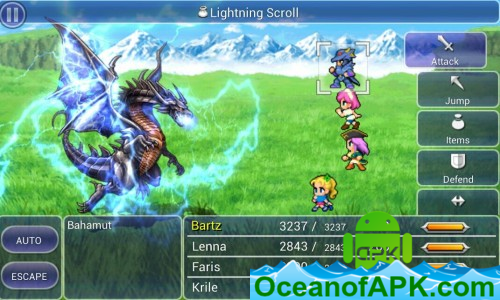 Lightning Scroll
Attack
Jump
Items
Defend
AUTO
ESCAPE
Bahamut
Bartz 3237 / 3237
Lenna 2843 / 2843
Faris
Krile
apk
OceanofAPK.com